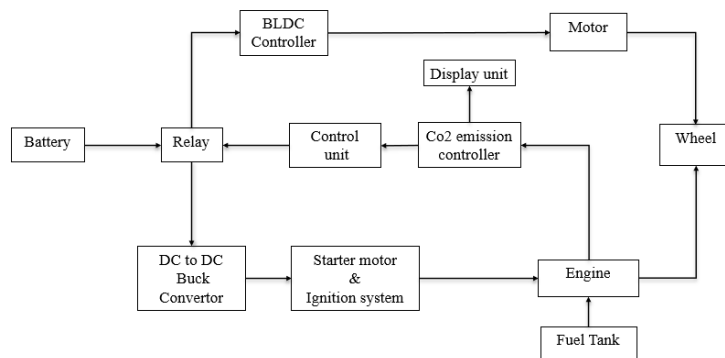 BLDC
Controller
Motor
Display unit
Battery
Relay
Control
unit
Co2 emission
controller
Wheel
DC to DC
Buck
Convertor
Starter motor
&
Ignition system
Engine
Fuel Tank